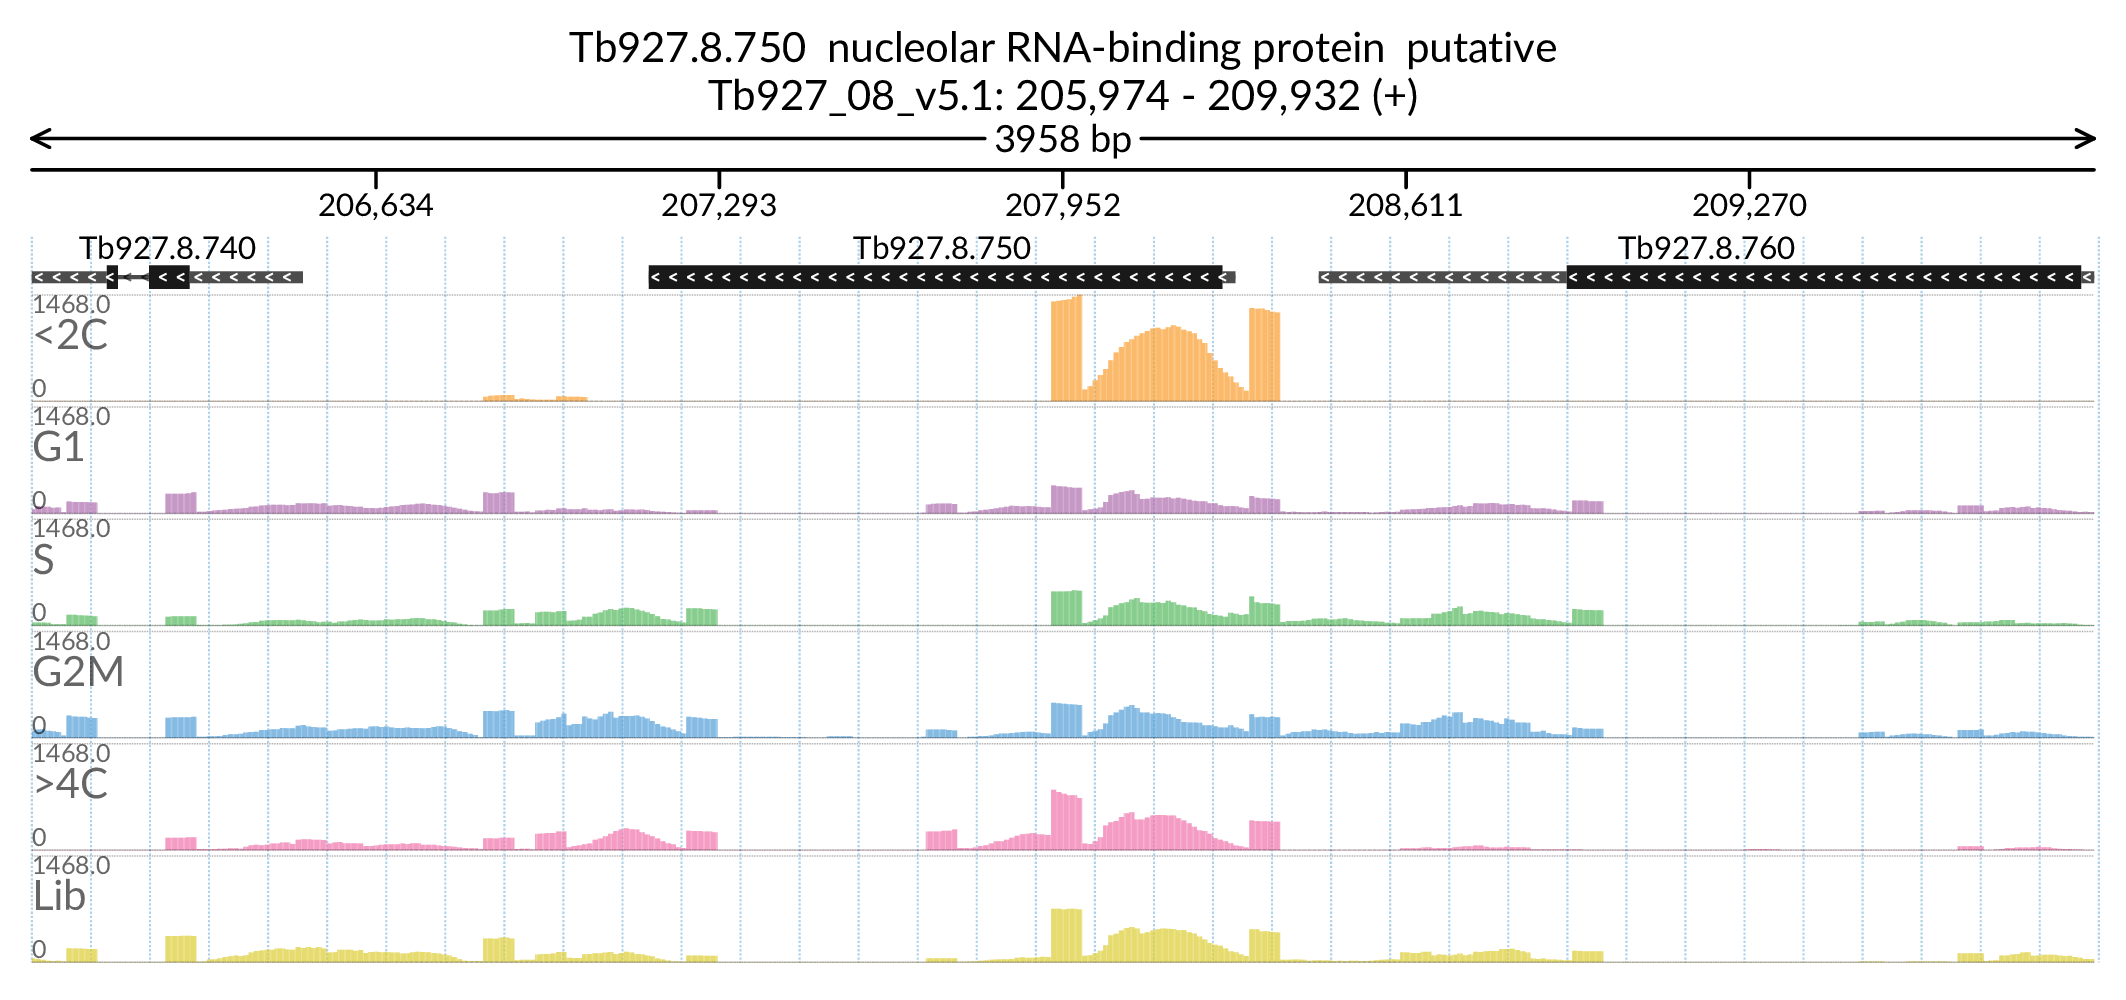 Tb927.8.750  nucleolar RNA-binding protein  putative
Tb927_08_v5.1: 205,974 - 209,932 (+)
3958 bp
206,634 207,293 207,952 208,611 209,270
Tb927.8.740 Tb927.8.750 Tb927.8.760
1468.0
<2C
0
1468.0
G1
0
1468.0
S
0
1468.0
G2M
0
1468.0
>4C
0
1468.0
Lib
0